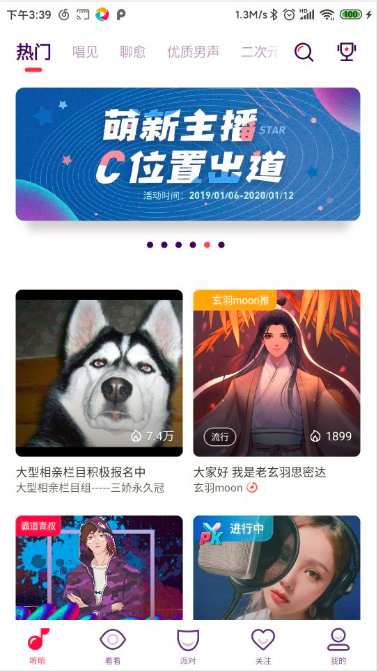 下午3:39 1.3M/s HD 100
热门 唱见 聊愈 优质男声 二次元
萌新主播
STAR
C位置出道
活动时间：2019/01/06-2020/01/12
玄羽moon推
7.4万
流行 1899
大型相亲栏目积极报名中
大型相亲栏目组-----三娇永久冠
大家好 我是老玄羽思密达
玄羽moon
霸道青叔
PK 进行中
听听 看看 派对 关注 我的